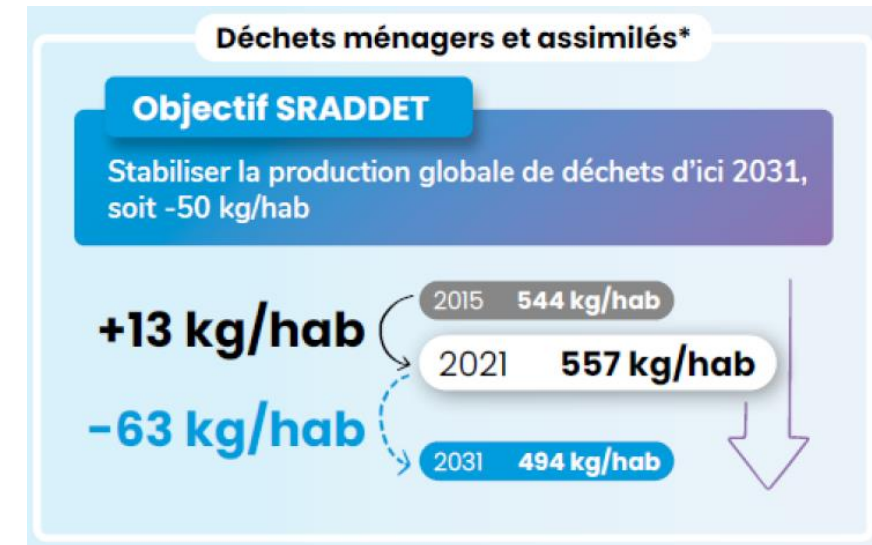 Déchets ménagers et assimilés*
Objectif SRADDET
Stabiliser la production globale de déchets d'ici 2031,
soit -50 kg/hab
2015 544 kg/hab
+13 kg/hab
2021 557 kg/hab
-63 kg/hab
2031 494 kg/hab